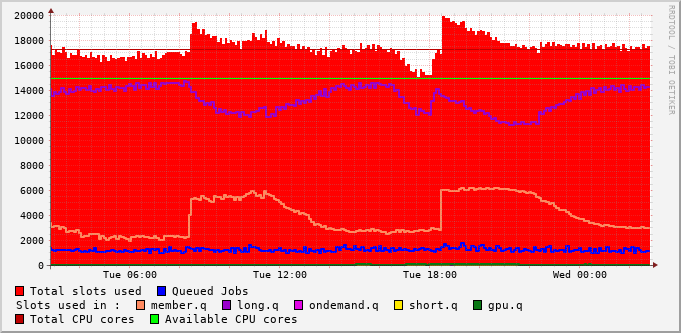 RRDTOOL / TOBI OETIKER
20000
18000
16000
14000
12000
10000
8000
6000
4000
2000
0
Tue 06:00 Tue 12:00 Tue 18:00 Wed 00:00
Total slots used Queued Jobs
Slots used in : member.q long.q ondemand.q short.q gpu.q
Total CPU cores Available CPU cores